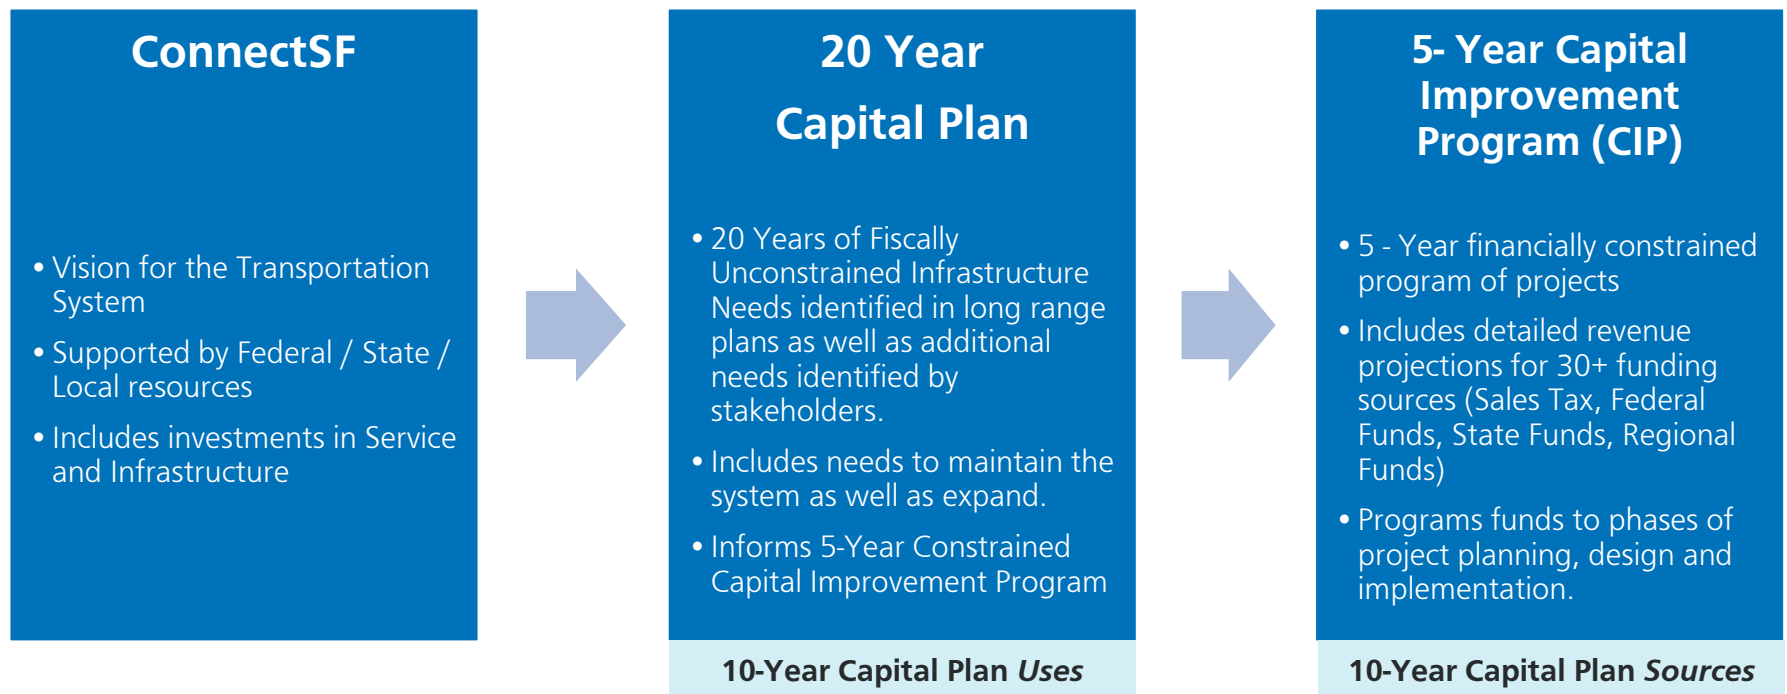 ConnectSF
• Vision for the Transportation
System
• Supported by Federal / State /
Local resources
• Includes investments in Service
and Infrastructure
20 Year
Capital Plan
• 20 Years of Fiscally
Unconstrained Infrastructure
Needs identified in long range
plans as well as additional
needs identified by
stakeholders.
• Includes needs to maintain the
system as well as expand.
• Informs 5-Year Constrained
Capital Improvement Program
10-Year Capital Plan Uses
5- Year Capital
Improvement
Program (CIP)
• 5 - Year financially constrained
program of projects
• Includes detailed revenue
projections for 30+ funding
sources (Sales Tax, Federal
Funds, State Funds, Regional
Funds)
• Programs funds to phases of
project planning, design and
implementation.
10-Year Capital Plan Sources